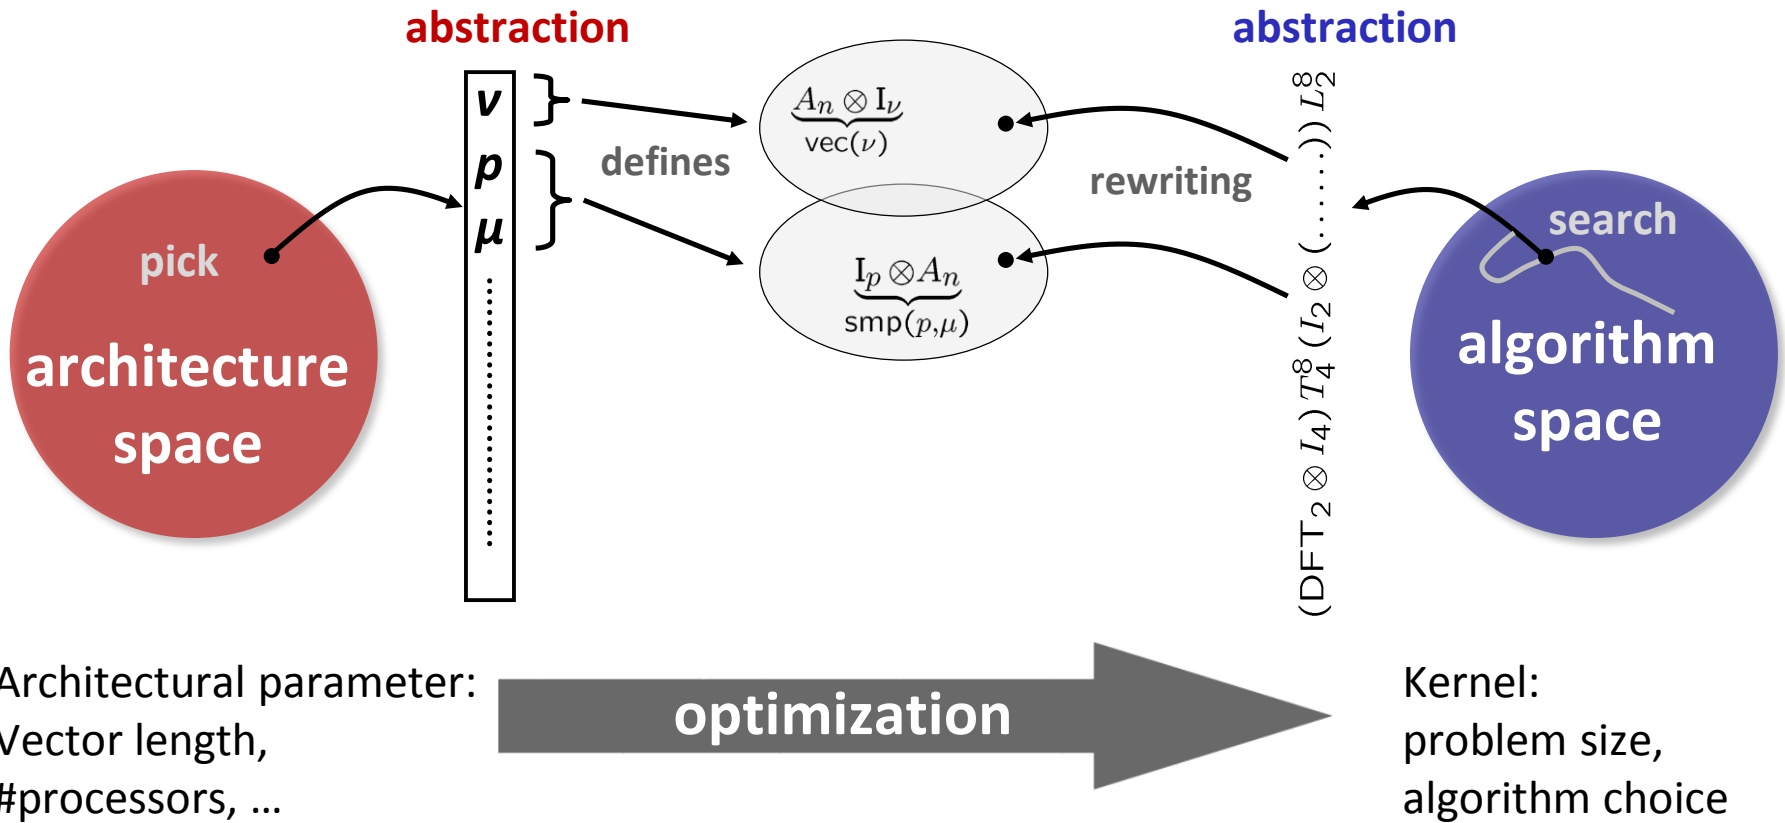 abstraction
abstraction
ν
p
μ
defines
A_n ⊗ I_ν
vec(ν)
I_p ⊗ A_n
smp(p,μ)
rewriting
(DFT_2 ⊗ I_4) T_4^8 (I_2 ⊗ (......)) L_2^8
pick
architecture
space
search
algorithm
space
Architectural parameter:
Vector length,
#processors, ...
optimization
Kernel:
problem size,
algorithm choice